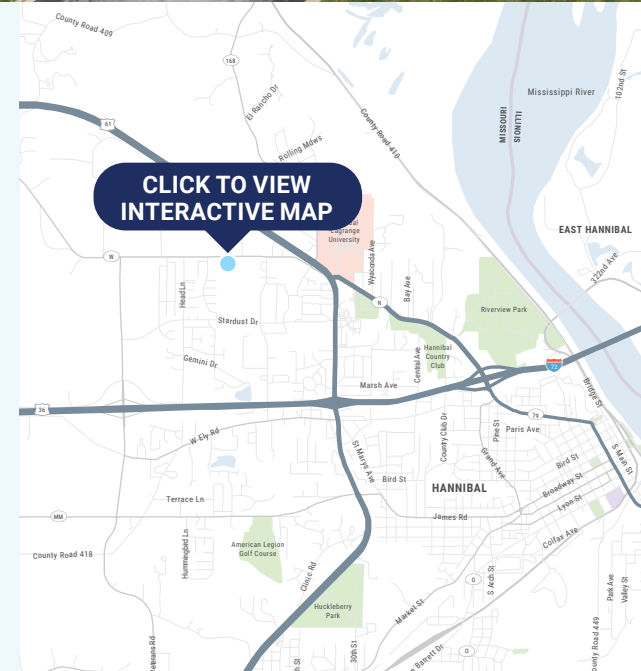 County Road 409
168
El Rancho Dr
County Road 410
Rolling Mdws
61
Mississippi River
MISSOURI
ILLINOIS
102nd St
CLICK TO VIEW
INTERACTIVE MAP
Lagrange
University
Wyaconda Ave
EAST HANNIBAL
322nd Ave
W
Head Ln
Bay Ave
N
Riverview Park
Stardust Dr
Gemini Dr
Central Ave
Hannibal
Country
Club
72
Marsh Ave
Bridge St
36
79
W Ely Rd
St Marys Ave
Country Club Dr
Pine St
Paris Ave
Grand Ave
S Main St
Bird St
Bird St
Broadway St
HANNIBAL
Lyon St
Terrace Ln
MM
James Rd
Colfax Ave
County Road 418
Hummingbird Ln
American Legion
Golf Course
Clinic Rd
S Arch St
O
Park Ave
Valley St
Huckleberry
Park
Market St
30th St
O
Barrett Dr